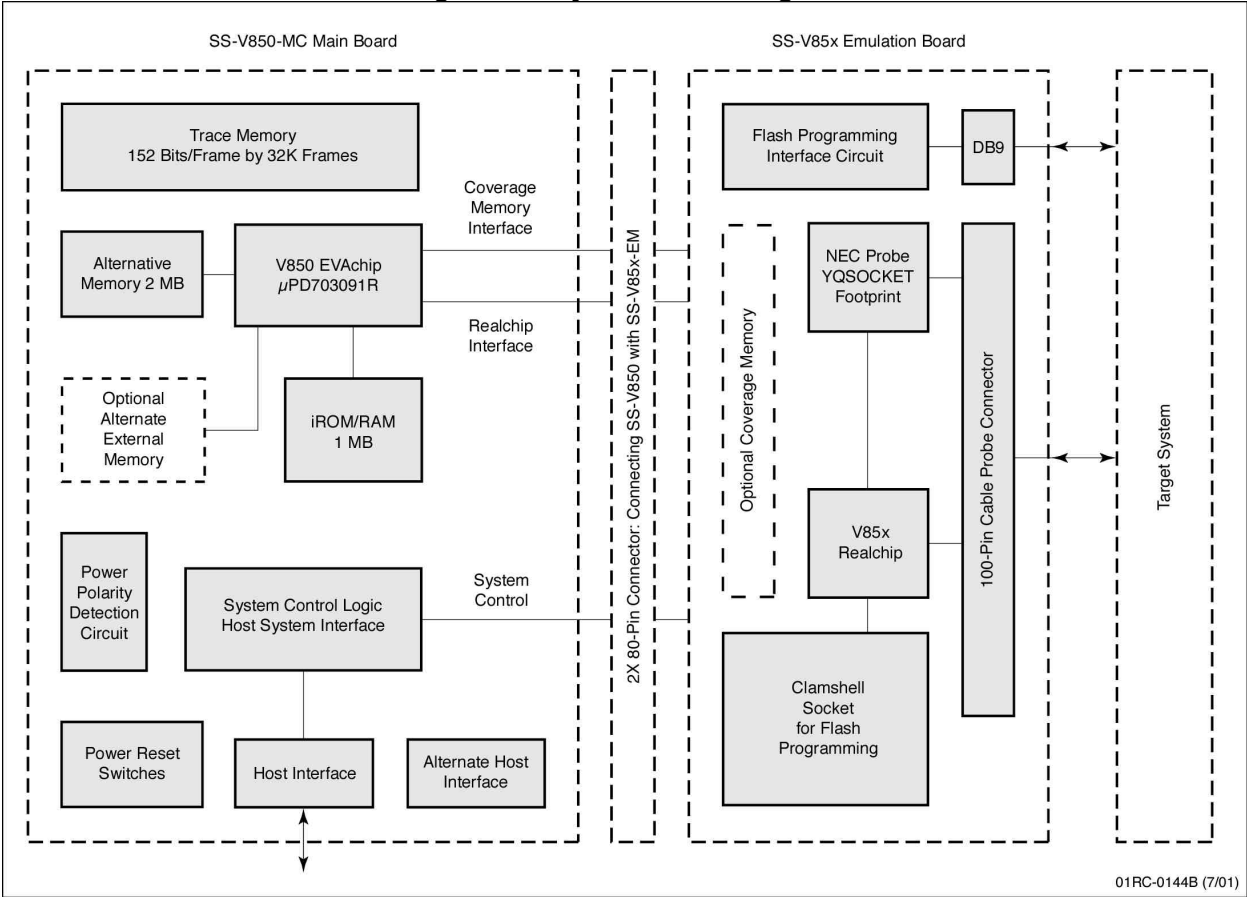 SS-V850-MC Main Board
SS-V85x Emulation Board
Trace Memory
152 Bits/Frame by 32K Frames
Flash Programming
Interface Circuit
DB9
Coverage
Memory
Interface
Alternative
Memory 2 MB
V850 EVAchip
µPD703091R
NEC Probe
YQSOCKET
Footprint
Realchip
Interface
Optional
Alternate
External
Memory
iROM/RAM
1 MB
2X 80-Pin Connector: Connecting SS-V850 with SS-V85x-EM
Optional Coverage Memory
100-Pin Cable Probe Connector
Target System
V85x
Realchip
Power
Polarity
Detection
Circuit
System Control Logic
Host System Interface
System
Control
Clamshell
Socket
for Flash
Programming
Power Reset
Switches
Host Interface
Alternate Host
Interface
01RC-0144B (7/01)